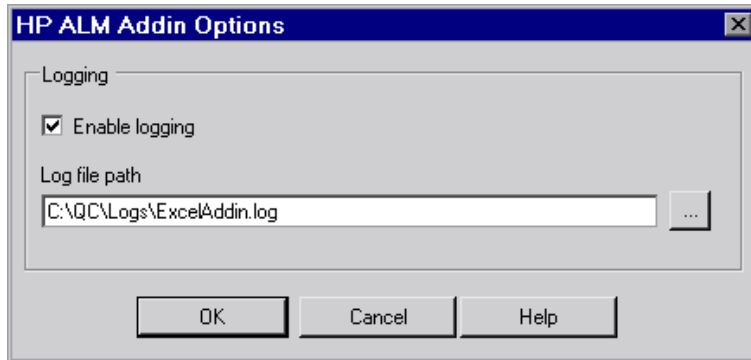 HP ALM Addin Options
Logging
Enable logging
Log file path
C:\QC\Logs\ExcelAddin.log
...
OK Cancel Help